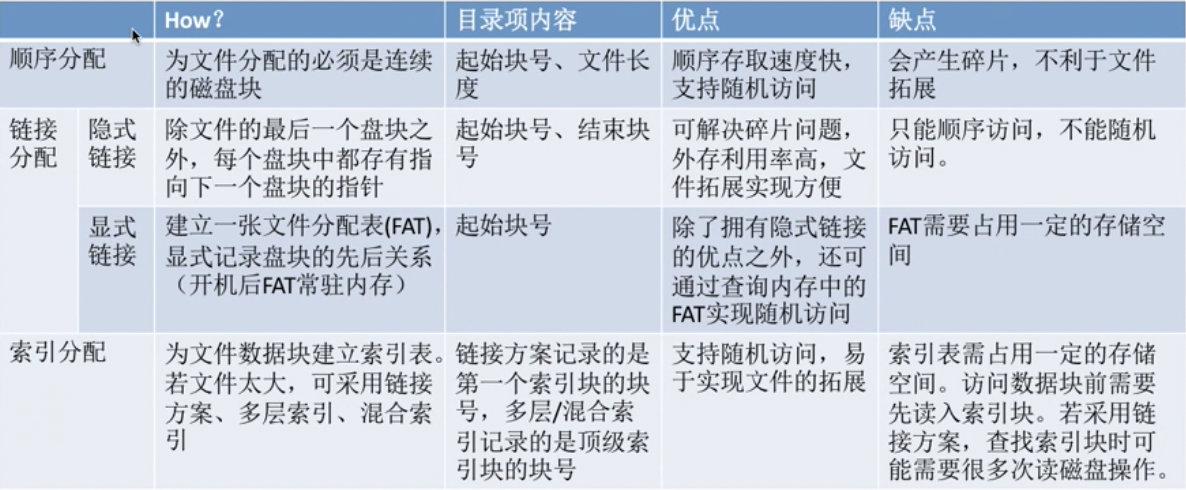 How？ 目录项内容 优点 缺点
顺序分配
为文件分配的必须是连续
的磁盘块
起始块号、文件长
度
顺序存取速度快，
支持随机访问
会产生碎片，不利于文件
拓展
链接
分配
隐式
链接
除文件的最后一个盘块之
外，每个盘块中都存有指
向下一个盘块的指针
起始块号、结束块
号
可解决碎片问题，
外存利用率高，文
件拓展实现方便
只能顺序访问，不能随机
访问。
显式
链接
建立一张文件分配表(FAT)，
显式记录盘块的先后关系
（开机后FAT常驻内存）
起始块号
除了拥有隐式链接
的优点之外，还可
通过查询内存中的
FAT实现随机访问
FAT需要占用一定的存储空
间
索引分配
为文件数据块建立索引表。
若文件太大，可采用链接
方案、多层索引、混合索
引
链接方案记录的是
第一个索引块的块
号，多层/混合索
引记录的是顶级索
引块的块号
支持随机访问，易
于实现文件的拓展
索引表需占用一定的存储
空间。访问数据块前需要
先读入索引块。若采用链
接方案，查找索引块时可
能需要很多次读磁盘操作。